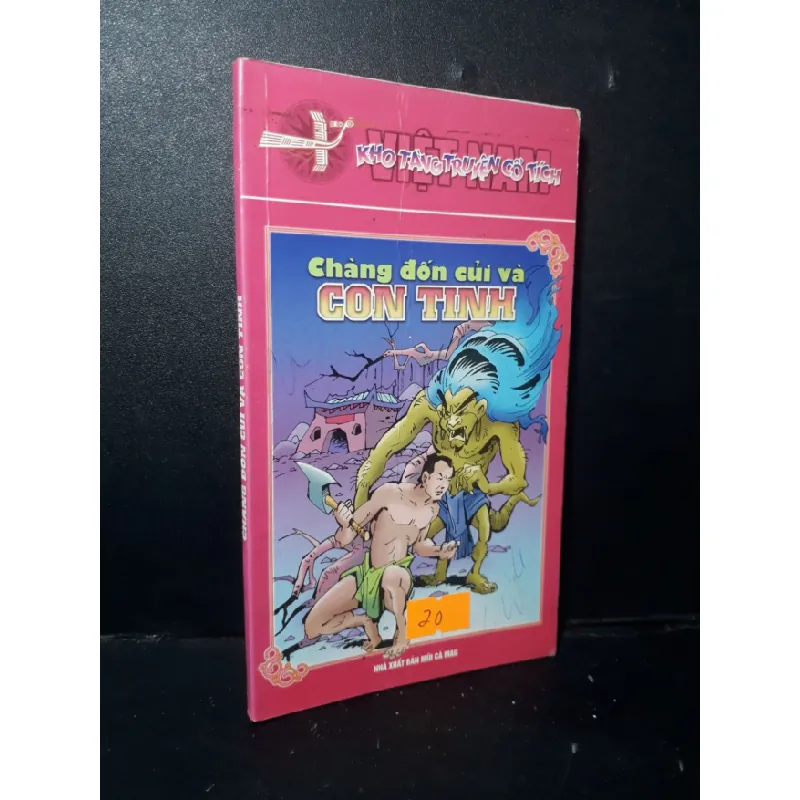 VIỆT NAM
KHO TÀNG TRUYỆN CỔ TÍCH
Chàng đốn củi và
CON TINH
20
NHÀ XUẤT BẢN MŨI CÀ MAU
CHÀNG ĐỐN CỦI VÀ CON TINH